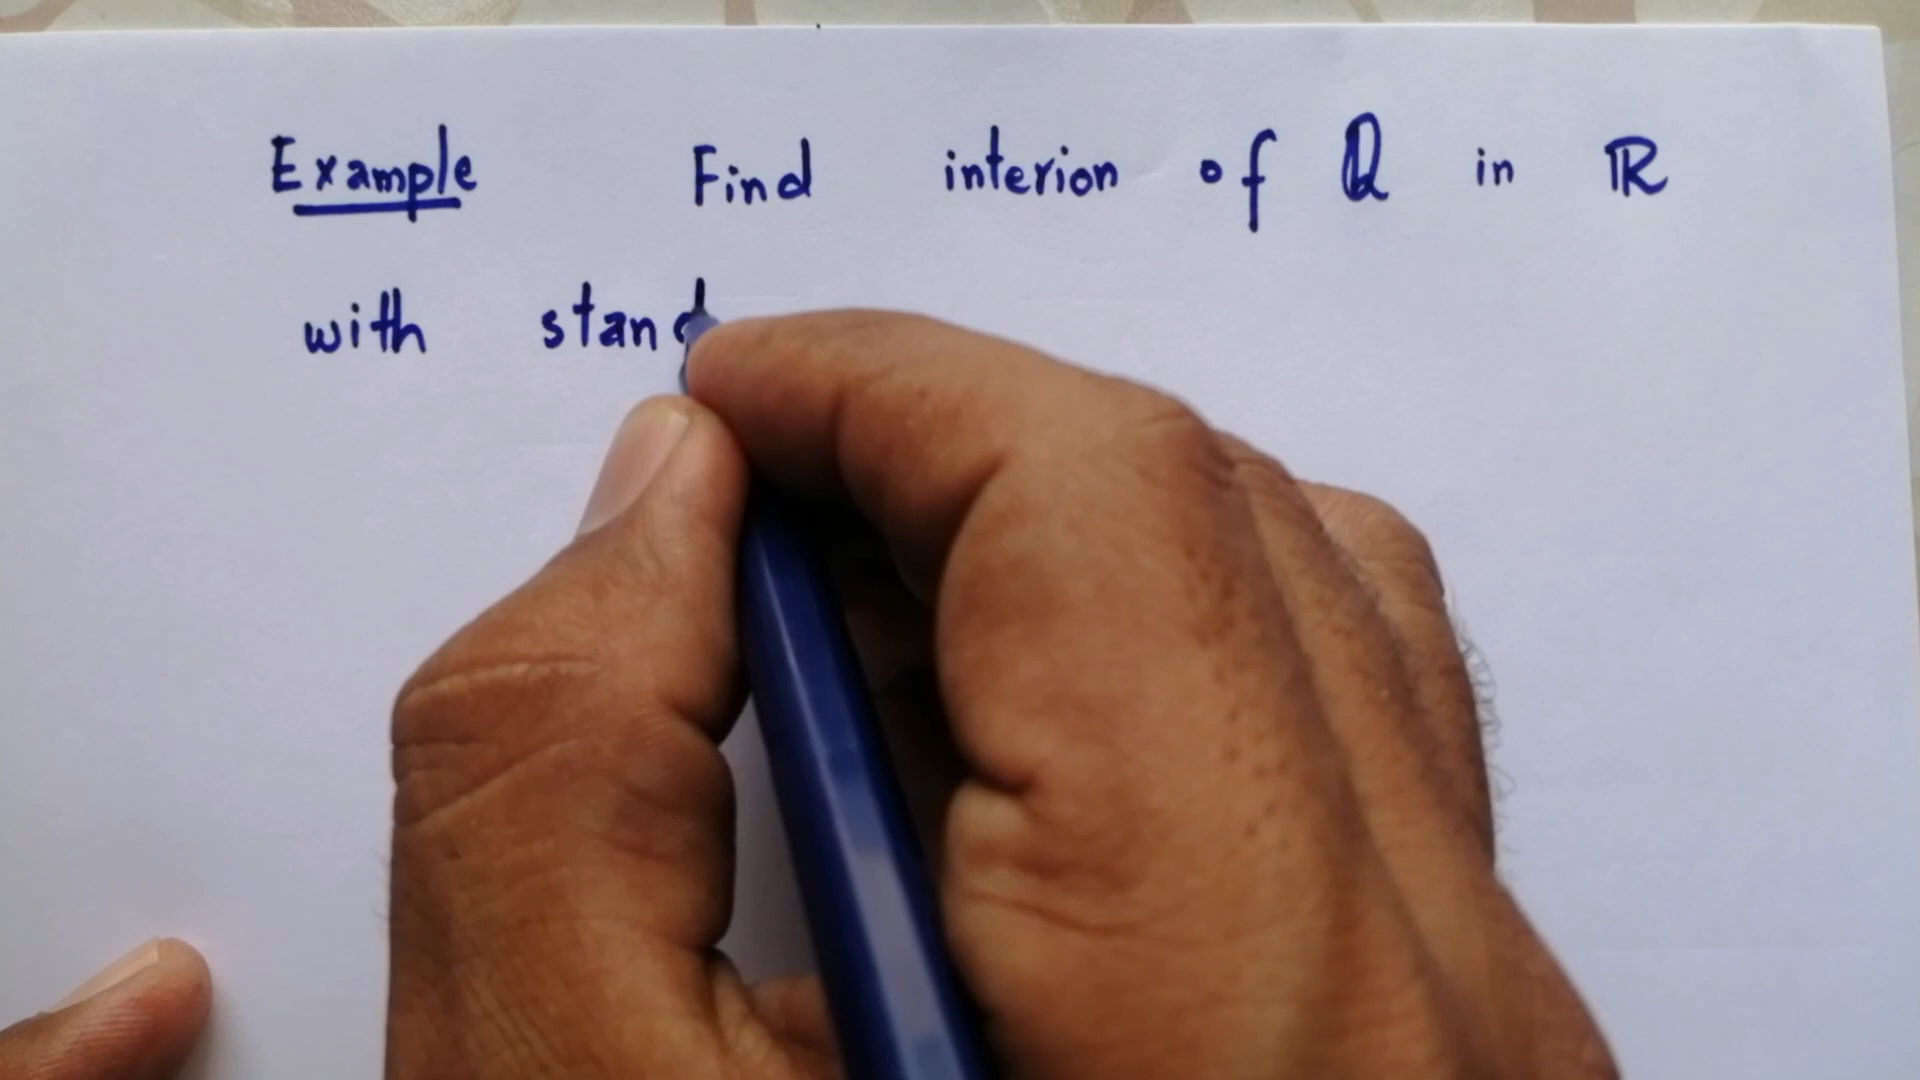 Example Find interior of ℚ in ℝ
with stand